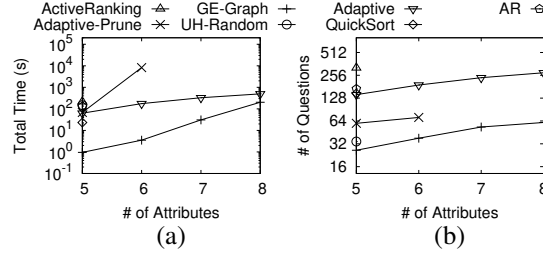 ActiveRanking GE-Graph Adaptive AR
Adaptive-Prune UH-Random QuickSort
Total Time (s)
10^5
10^4
10^3
10^2
10^1
10^0
10^-1
5 6 7 8
# of Attributes
(a)
# of Questions
512
256
128
64
32
16
5 6 7 8
# of Attributes
(b)